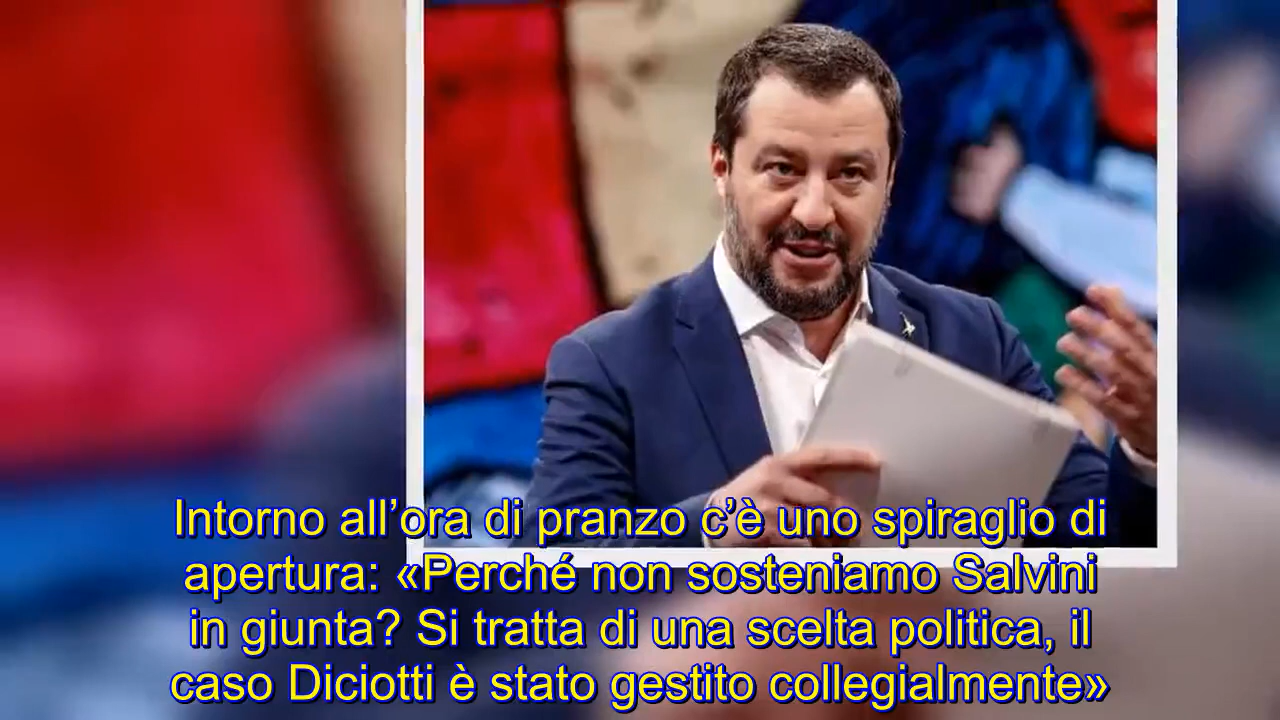 Intorno all’ora di pranzo c’è uno spiraglio di
apertura: «Perché non sosteniamo Salvini
in giunta? Si tratta di una scelta politica, il
caso Diciotti è stato gestito collegialmente»